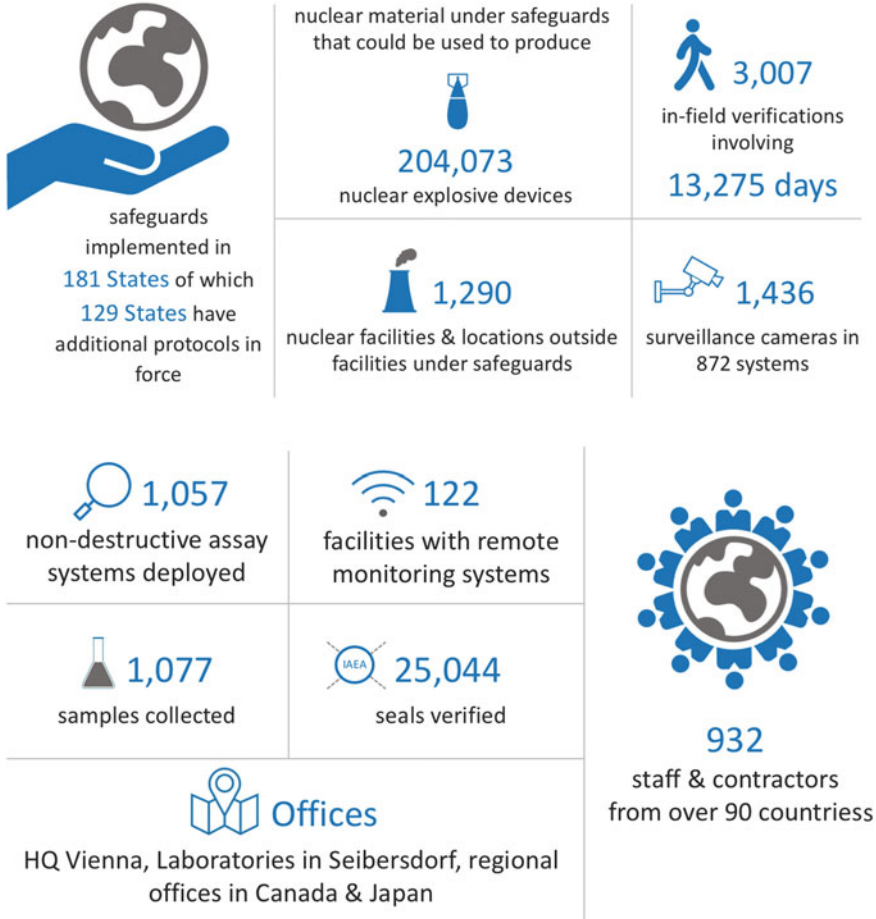 safeguards
implemented in
181 States of which
129 States have
additional protocols in
force
nuclear material under safeguards
that could be used to produce
204,073
nuclear explosive devices
3,007
in-field verifications
involving
13,275 days
1,290
nuclear facilities & locations outside
facilities under safeguards
1,436
surveillance cameras in
872 systems
1,057
non-destructive assay
systems deployed
122
facilities with remote
monitoring systems
1,077
samples collected
IAEA
25,044
seals verified
Offices
HQ Vienna, Laboratories in Seibersdorf, regional
offices in Canada & Japan
932
staff & contractors
from over 90 countriess